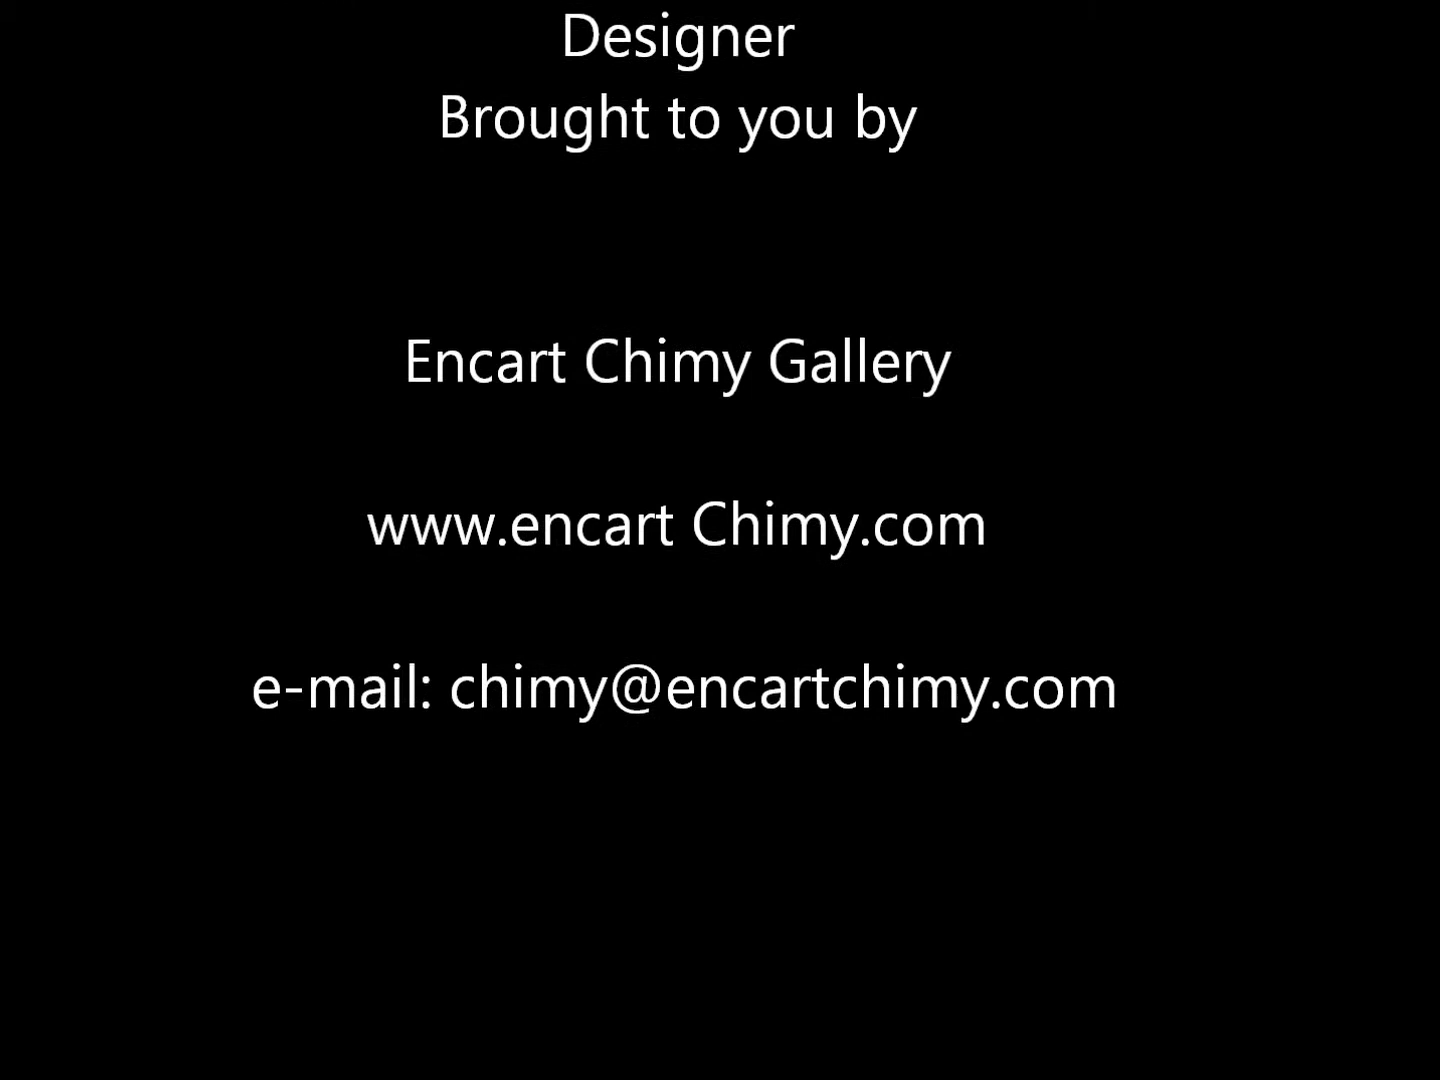 Designer
Brought to you by
Encart Chimy Gallery
www.encart Chimy.com
e-mail: chimy@encartchimy.com